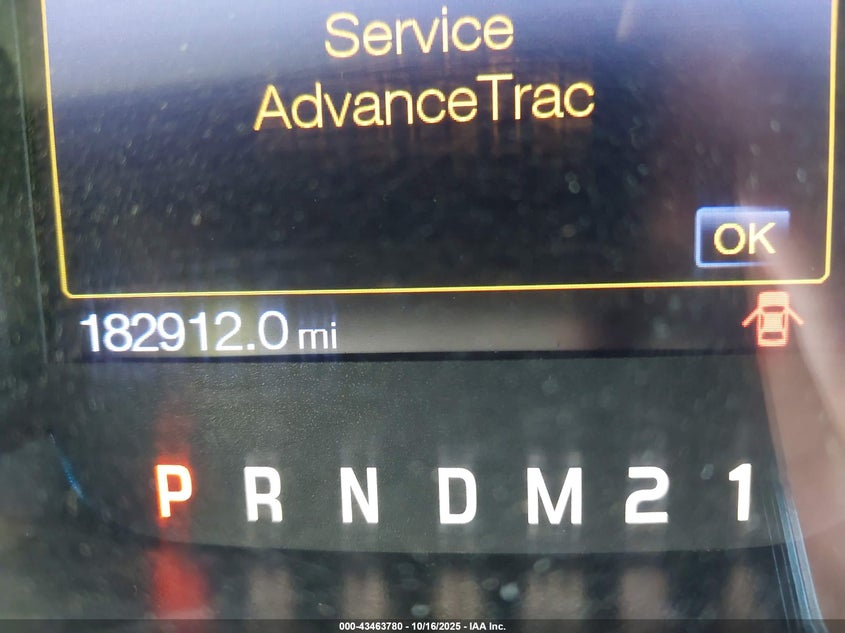 Service
AdvanceTrac
OK
182912.0 mi
P R N D M 2 1
000-43463780 - 10/16/2025 - IAA Inc.